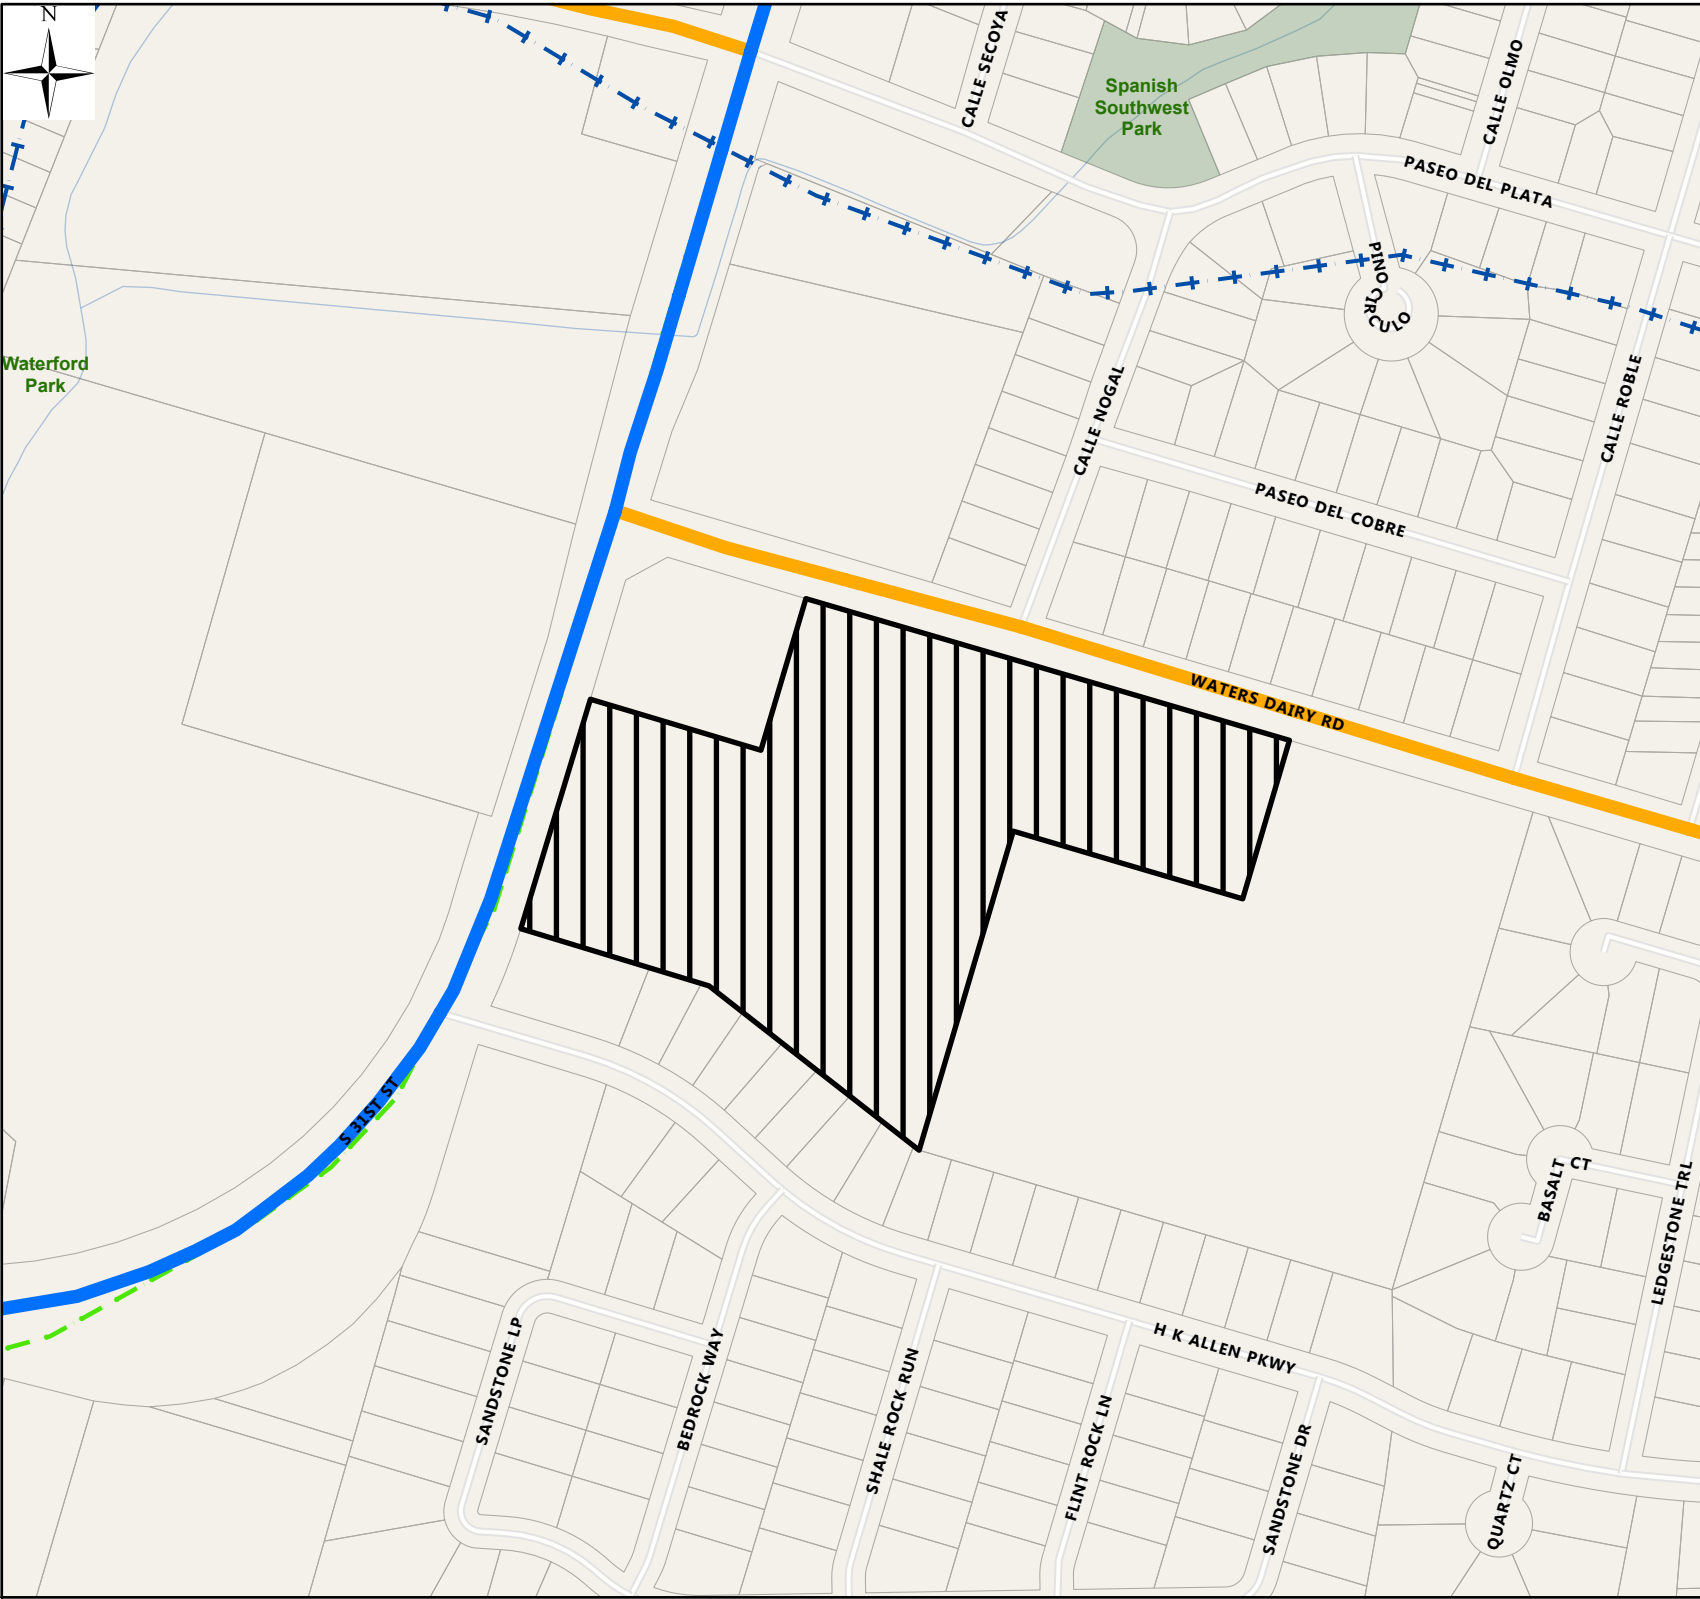 N
CALLE SECOYA
Spanish
Southwest
Park
CALLE OLMO
PASEO DEL PLATA
PINO CIRCULO
Waterford
Park
CALLE NOGAL
CALLE ROBLE
PASEO DEL COBRE
WATERS DAIRY RD
S 31ST ST
BASALT CT
LEDGESTONE TRL
H K ALLEN PKWY
SANDSTONE LP
BEDROCK WAY
SHALE ROCK RUN
FLINT ROCK LN
SANDSTONE DR
QUARTZ CT